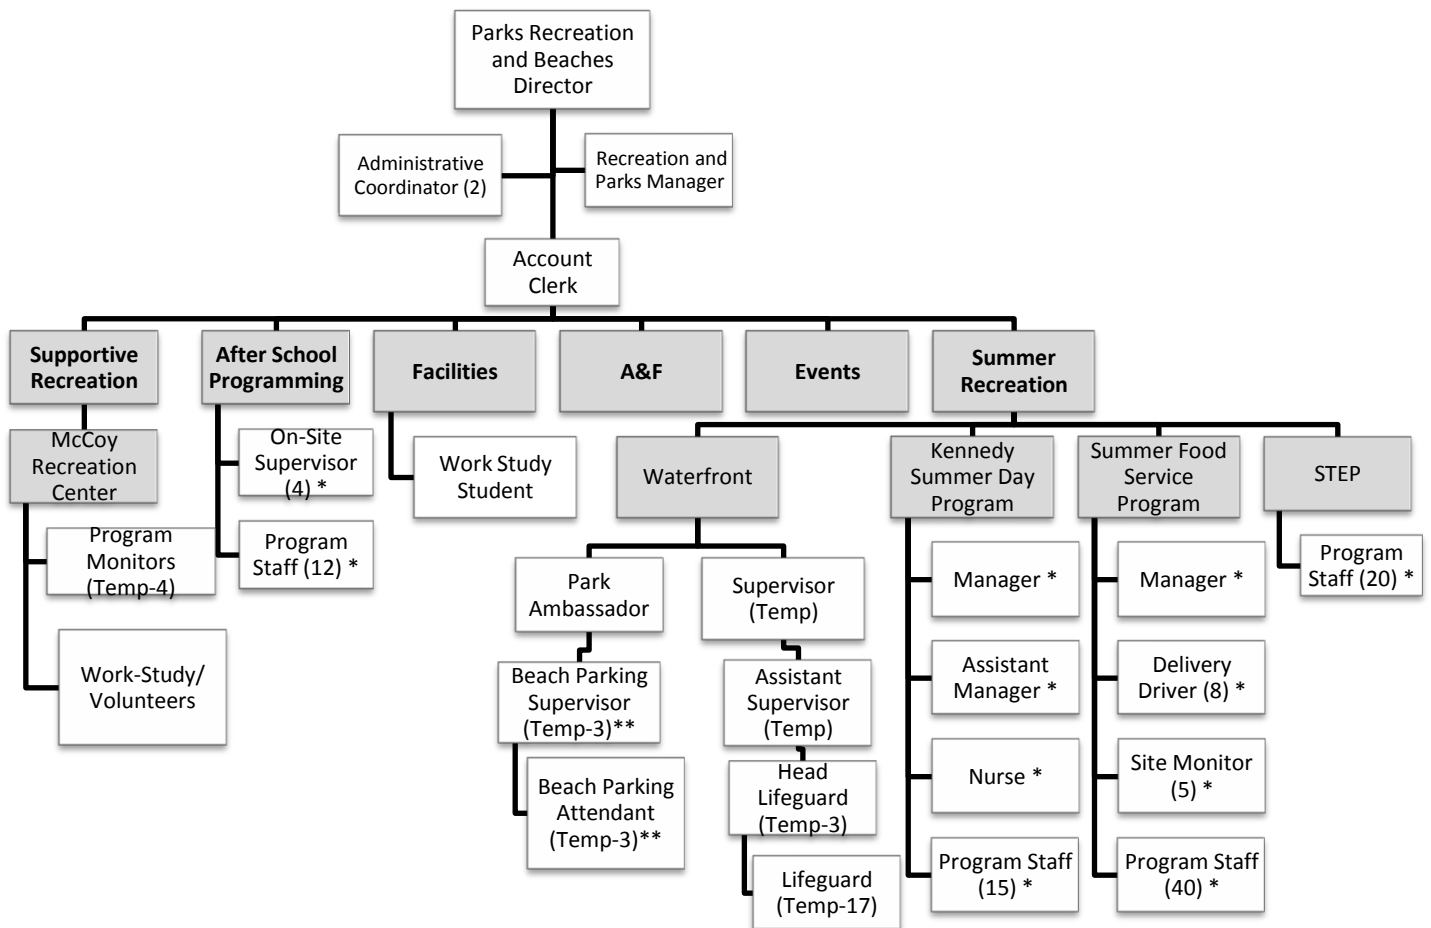 Parks Recreation
and Beaches
Director
Administrative
Coordinator (2)
Recreation and
Parks Manager
Account
Clerk
Supportive
Recreation
After School
Programming
Facilities
A&F
Events
Summer
Recreation
McCoy
Recreation
Center
On-Site
Supervisor
(4) *
Work Study
Student
Waterfront
Kennedy
Summer Day
Program
Summer Food
Service
Program
STEP
Program
Monitors
(Temp-4)
Program
Staff (12) *
Work-Study/
Volunteers
Park
Ambassador
Supervisor
(Temp)
Manager *
Manager *
Program
Staff (20) *
Beach Parking
Supervisor
(Temp-3)**
Assistant
Supervisor
(Temp)
Assistant
Manager *
Delivery
Driver (8) *
Beach Parking
Attendant
(Temp-3)**
Head
Lifeguard
(Temp-3)
Nurse *
Site Monitor
(5) *
Lifeguard
(Temp-17)
Program Staff
(15) *
Program Staff
(40) *